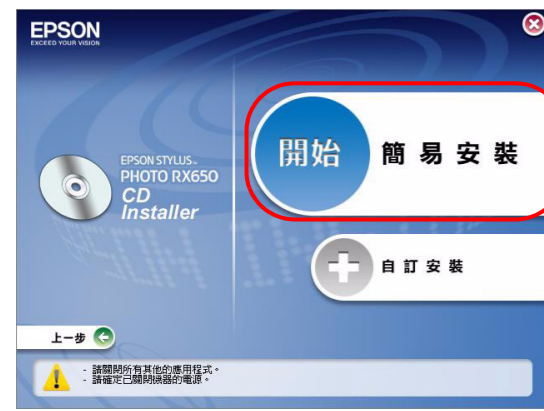 EPSON
EXCEED YOUR VISION
開始 簡易安裝
EPSON STYLUS™
PHOTO RX650
CD
Installer
自訂安裝
上一步
- 請關閉所有其他的應用程式。
- 請確定已關閉機器的電源。